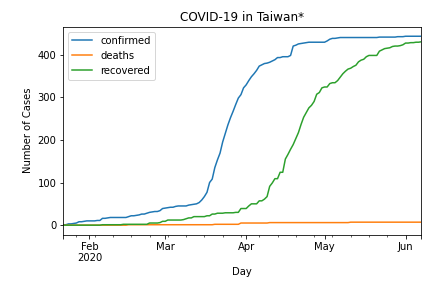 COVID-19 in Taiwan*
confirmed
deaths
recovered
Number of Cases
400
300
200
100
0
Feb
2020
Mar
Apr
May
Jun
Day